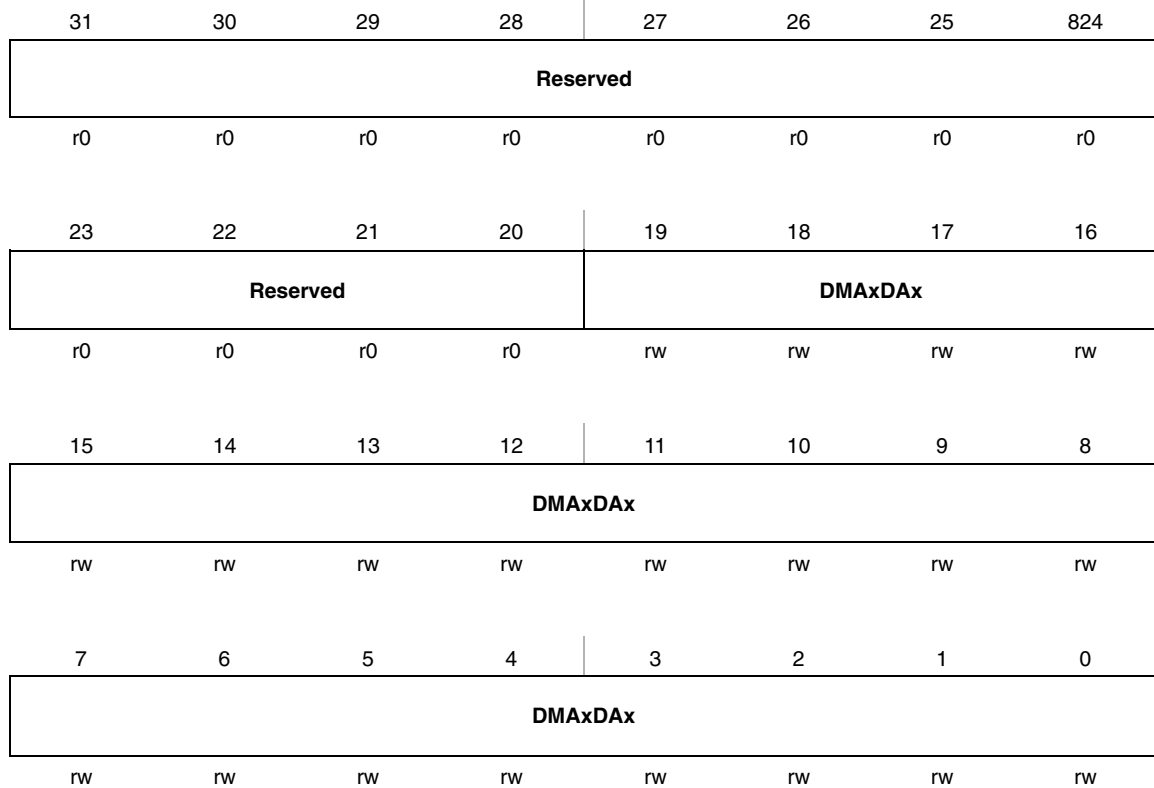 31 30 29 28 27 26 25 824
Reserved
r0 r0 r0 r0 r0 r0 r0 r0
23 22 21 20 19 18 17 16
Reserved DMAxDAx
r0 r0 r0 r0 rw rw rw rw
15 14 13 12 11 10 9 8
DMAxDAx
rw rw rw rw rw rw rw rw
7 6 5 4 3 2 1 0
DMAxDAx
rw rw rw rw rw rw rw rw